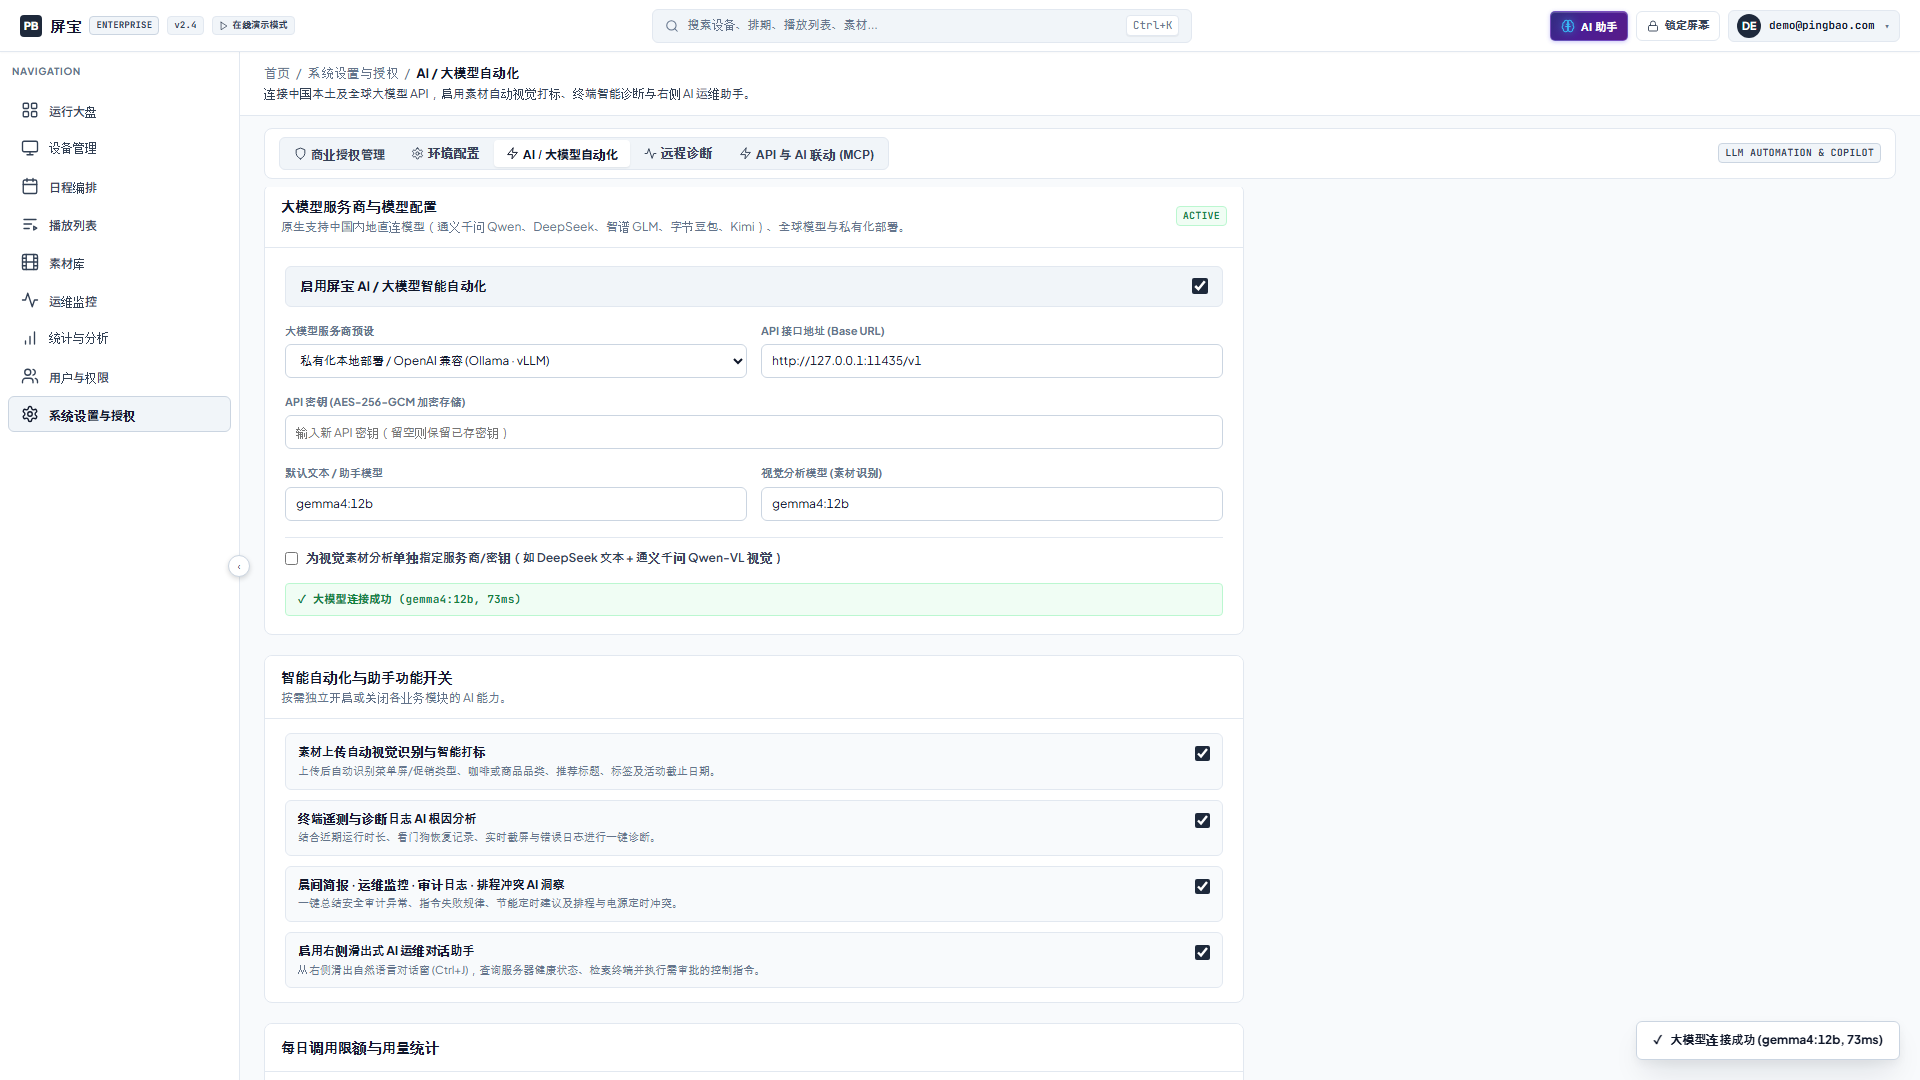 PB 屏宝 ENTERPRISE v2.4 在线演示模式 搜索设备、排期、播放列表、素材... Ctrl+K AI 助手 锁定屏幕 DE demo@pingbao.com
NAVIGATION
运行大盘
设备管理
日程编排
播放列表
素材库
运维监控
统计与分析
用户与权限
系统设置与授权
首页 / 系统设置与授权 / AI / 大模型自动化
连接中国本土及全球大模型 API，启用素材自动视觉打标、终端智能诊断与右侧 AI 运维助手。
商业授权管理 环境配置 AI / 大模型自动化 远程诊断 API 与 AI 联动 (MCP) LLM AUTOMATION & COPILOT
大模型服务商与模型配置
原生支持中国内地直连模型（通义千问 Qwen、DeepSeek、智谱 GLM、字节豆包、Kimi）、全球模型与私有化部署。
ACTIVE
启用屏宝 AI / 大模型智能自动化
大模型服务商预设 API 接口地址 (Base URL)
私有化本地部署 / OpenAI 兼容 (Ollama · vLLM) http://127.0.0.1:11435/v1
API 密钥 (AES-256-GCM 加密存储)
输入新 API 密钥（留空则保留已存密钥）
默认文本 / 助手模型 视觉分析模型 (素材识别)
gemma4:12b gemma4:12b
为视觉素材分析单独指定服务商/密钥（如 DeepSeek 文本 + 通义千问 Qwen-VL 视觉）
✓ 大模型连接成功 (gemma4:12b, 73ms)
智能自动化与助手功能开关
按需独立开启或关闭各业务模块的 AI 能力。
素材上传自动视觉识别与智能打标
上传后自动识别菜单屏/促销类型、咖啡或商品品类、推荐标题、标签及活动截止日期。
终端遥测与诊断日志 AI 根因分析
结合近期运行时长、看门狗恢复记录、实时截屏与错误日志进行一键诊断。
晨间简报 · 运维监控 · 审计日志 · 排程冲突 AI 洞察
一键总结安全审计异常、指令失败规律、节能定时建议及排程与电源定时冲突。
启用右侧滑出式 AI 运维对话助手
从右侧滑出自然语言对话窗 (Ctrl+J)，查询服务器健康状态、检索终端并执行需审批的控制指令。
每日调用限额与用量统计
✓ 大模型连接成功 (gemma4:12b, 73ms)